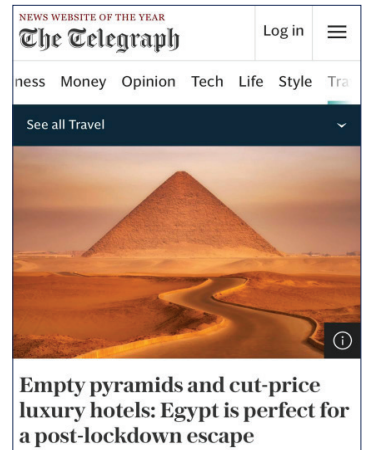 NEWS WEBSITE OF THE YEAR
The Telegraph
Log in
ness Money Opinion Tech Life Style Tra
See all Travel
Empty pyramids and cut-price
luxury hotels: Egypt is perfect for
a post-lockdown escape